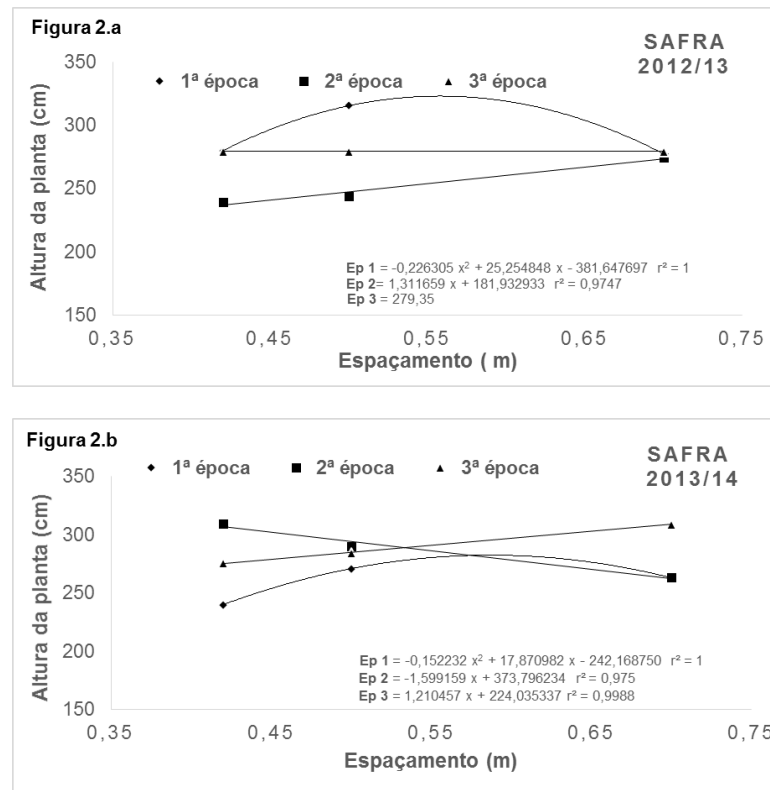 Figura 2.a
SAFRA
2012/13
350
1ª época
2ª época
3ª época
300
250
200
150
Altura da planta (cm)
Ep 1 = -0,226305 x² + 25,254848 x - 381,647697 r² = 1
Ep 2= 1,311659 x + 181,932933 r² = 0,9747
Ep 3 = 279,35
0,35
0,45
0,55
0,65
0,75
Espaçamento ( m)
Figura 2.b
SAFRA
2013/14
350
1ª época
2ª época
3ª época
300
250
200
150
Altura da planta (cm)
Ep 1 = -0,152232 x² + 17,870982 x - 242,168750 r² = 1
Ep 2 = -1,599159 x + 373,796234 r² = 0,975
Ep 3 = 1,210457 x + 224,035337 r² = 0,9988
0,35
0,45
0,55
0,65
0,75
Espaçamento (m)